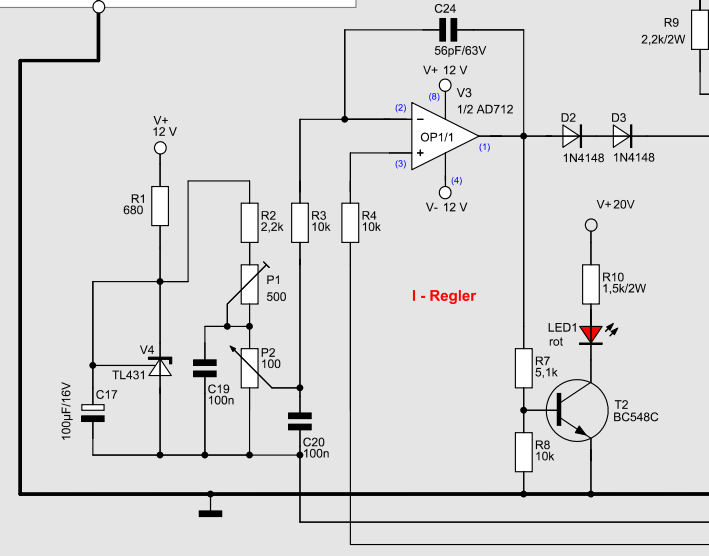 C24
56pF/63V
R9
2,2k/2W
V+ 12 V
(8)
V3
1/2 AD712
(2)
−
OP1/1
+
(1)
(3)
(4)
V- 12 V
D2
D3
1N4148
1N4148
V+
12 V
R1
680
R2
2,2k
R3
10k
R4
10k
V+ 20V
P1
500
I - Regler
R10
1,5k/2W
LED1
rot
V4
TL431
P2
100
C19
100n
R7
5,1k
C17
100µF/16V
T2
BC548C
C20
100n
R8
10k